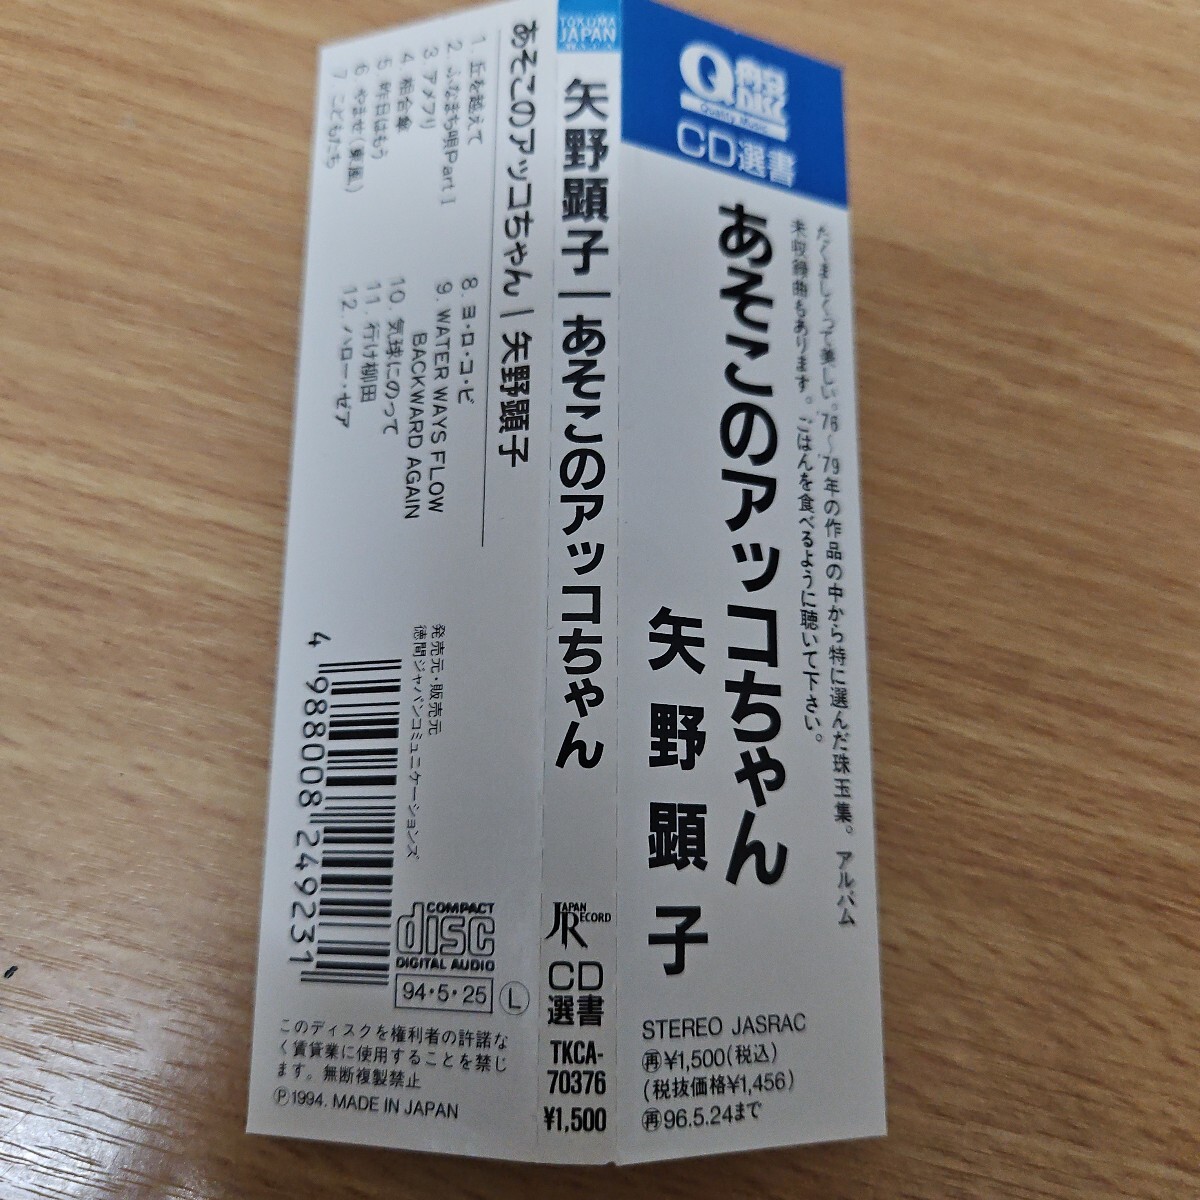 Q
Quality Music
CD選書
たくましくって美しい。'76〜'79年の作品の中から特に選んだ珠玉集。アルバム
未収録曲もあります。ごはんを食べるように聴いて下さい。
あそこのアッコちゃん
矢野顕子
STEREO JASRAC
再¥1,500(税込)
(税抜価格¥1,456)
再96.5.24まで
TOKUMA
JAPAN
矢野顕子|あそこのアッコちゃん
JAPAN
RECORD
CD
選書
TKCA-
70376
¥1,500
あそこのアッコちゃん|矢野顕子
1. 丘を越えて
2. ふなまち唄Part I
3. アメフリ
4. 相合傘
5. 昨日はもう
6. やませ(東風)
7. こどもたち
8. ヨ・ロ・コ・ビ
9. WATER WAYS FLOW
BACKWARD AGAIN
10. 気球にのって
11. 行け柳田
12. ハロー・ゼア
発売元・販売元
徳間ジャパンコミュニケーションズ
4 988008 249231
COMPACT
disc
DIGITAL AUDIO
94・5・25
L
このディスクを権利者の許諾な
く賃貸業に使用することを禁じ
ます。無断複製禁止
Ⓟ1994. MADE IN JAPAN